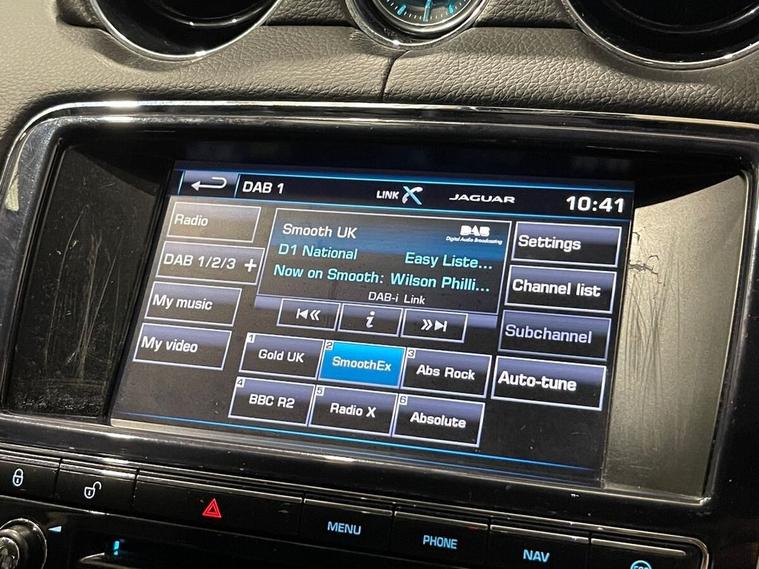 DAB 1
LINK
JAGUAR
10:41
Radio
DAB 1/2/3 +
My music
My video
Smooth UK
DAB
Digital Audio Broadcasting
D1 National
Easy Liste...
Now on Smooth: Wilson Philli...
DAB-i Link
i
Settings
Channel list
Subchannel
Auto-tune
1 Gold UK
2 SmoothEx
3 Abs Rock
4 BBC R2
5 Radio X
6 Absolute
MENU
PHONE
NAV